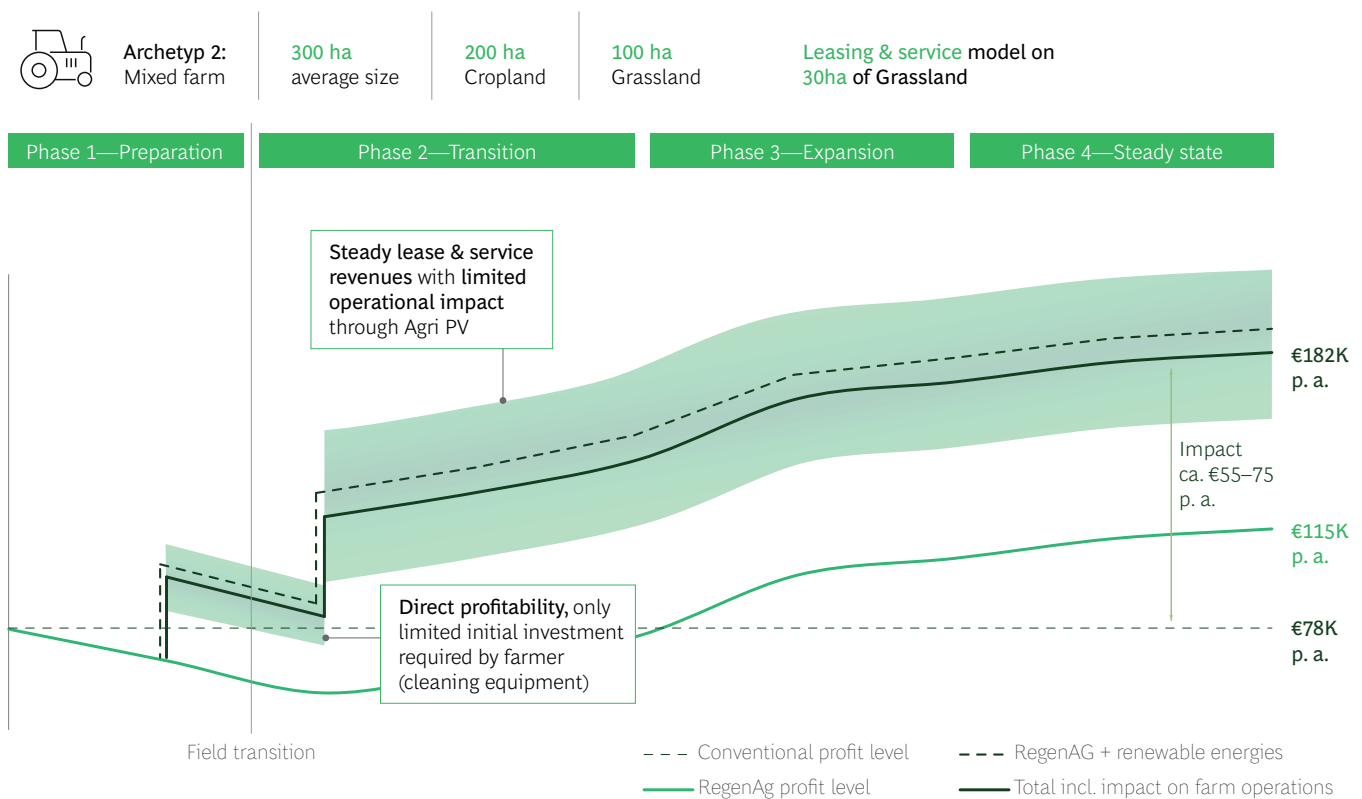 Archetyp 2:
Mixed farm
300 ha
average size
200 ha
Cropland
100 ha
Grassland
Leasing & service model on
30ha of Grassland
Phase 1—Preparation
Phase 2—Transition
Phase 3—Expansion
Phase 4—Steady state
Steady lease & service
revenues with limited
operational impact
through Agri PV
€182K
p. a.
Impact
ca. €55–75
p. a.
€115K
p. a.
Direct profitability, only
limited initial investment
required by farmer
(cleaning equipment)
€78K
p. a.
Field transition
Conventional profit level
RegenAG + renewable energies
RegenAg profit level
Total incl. impact on farm operations